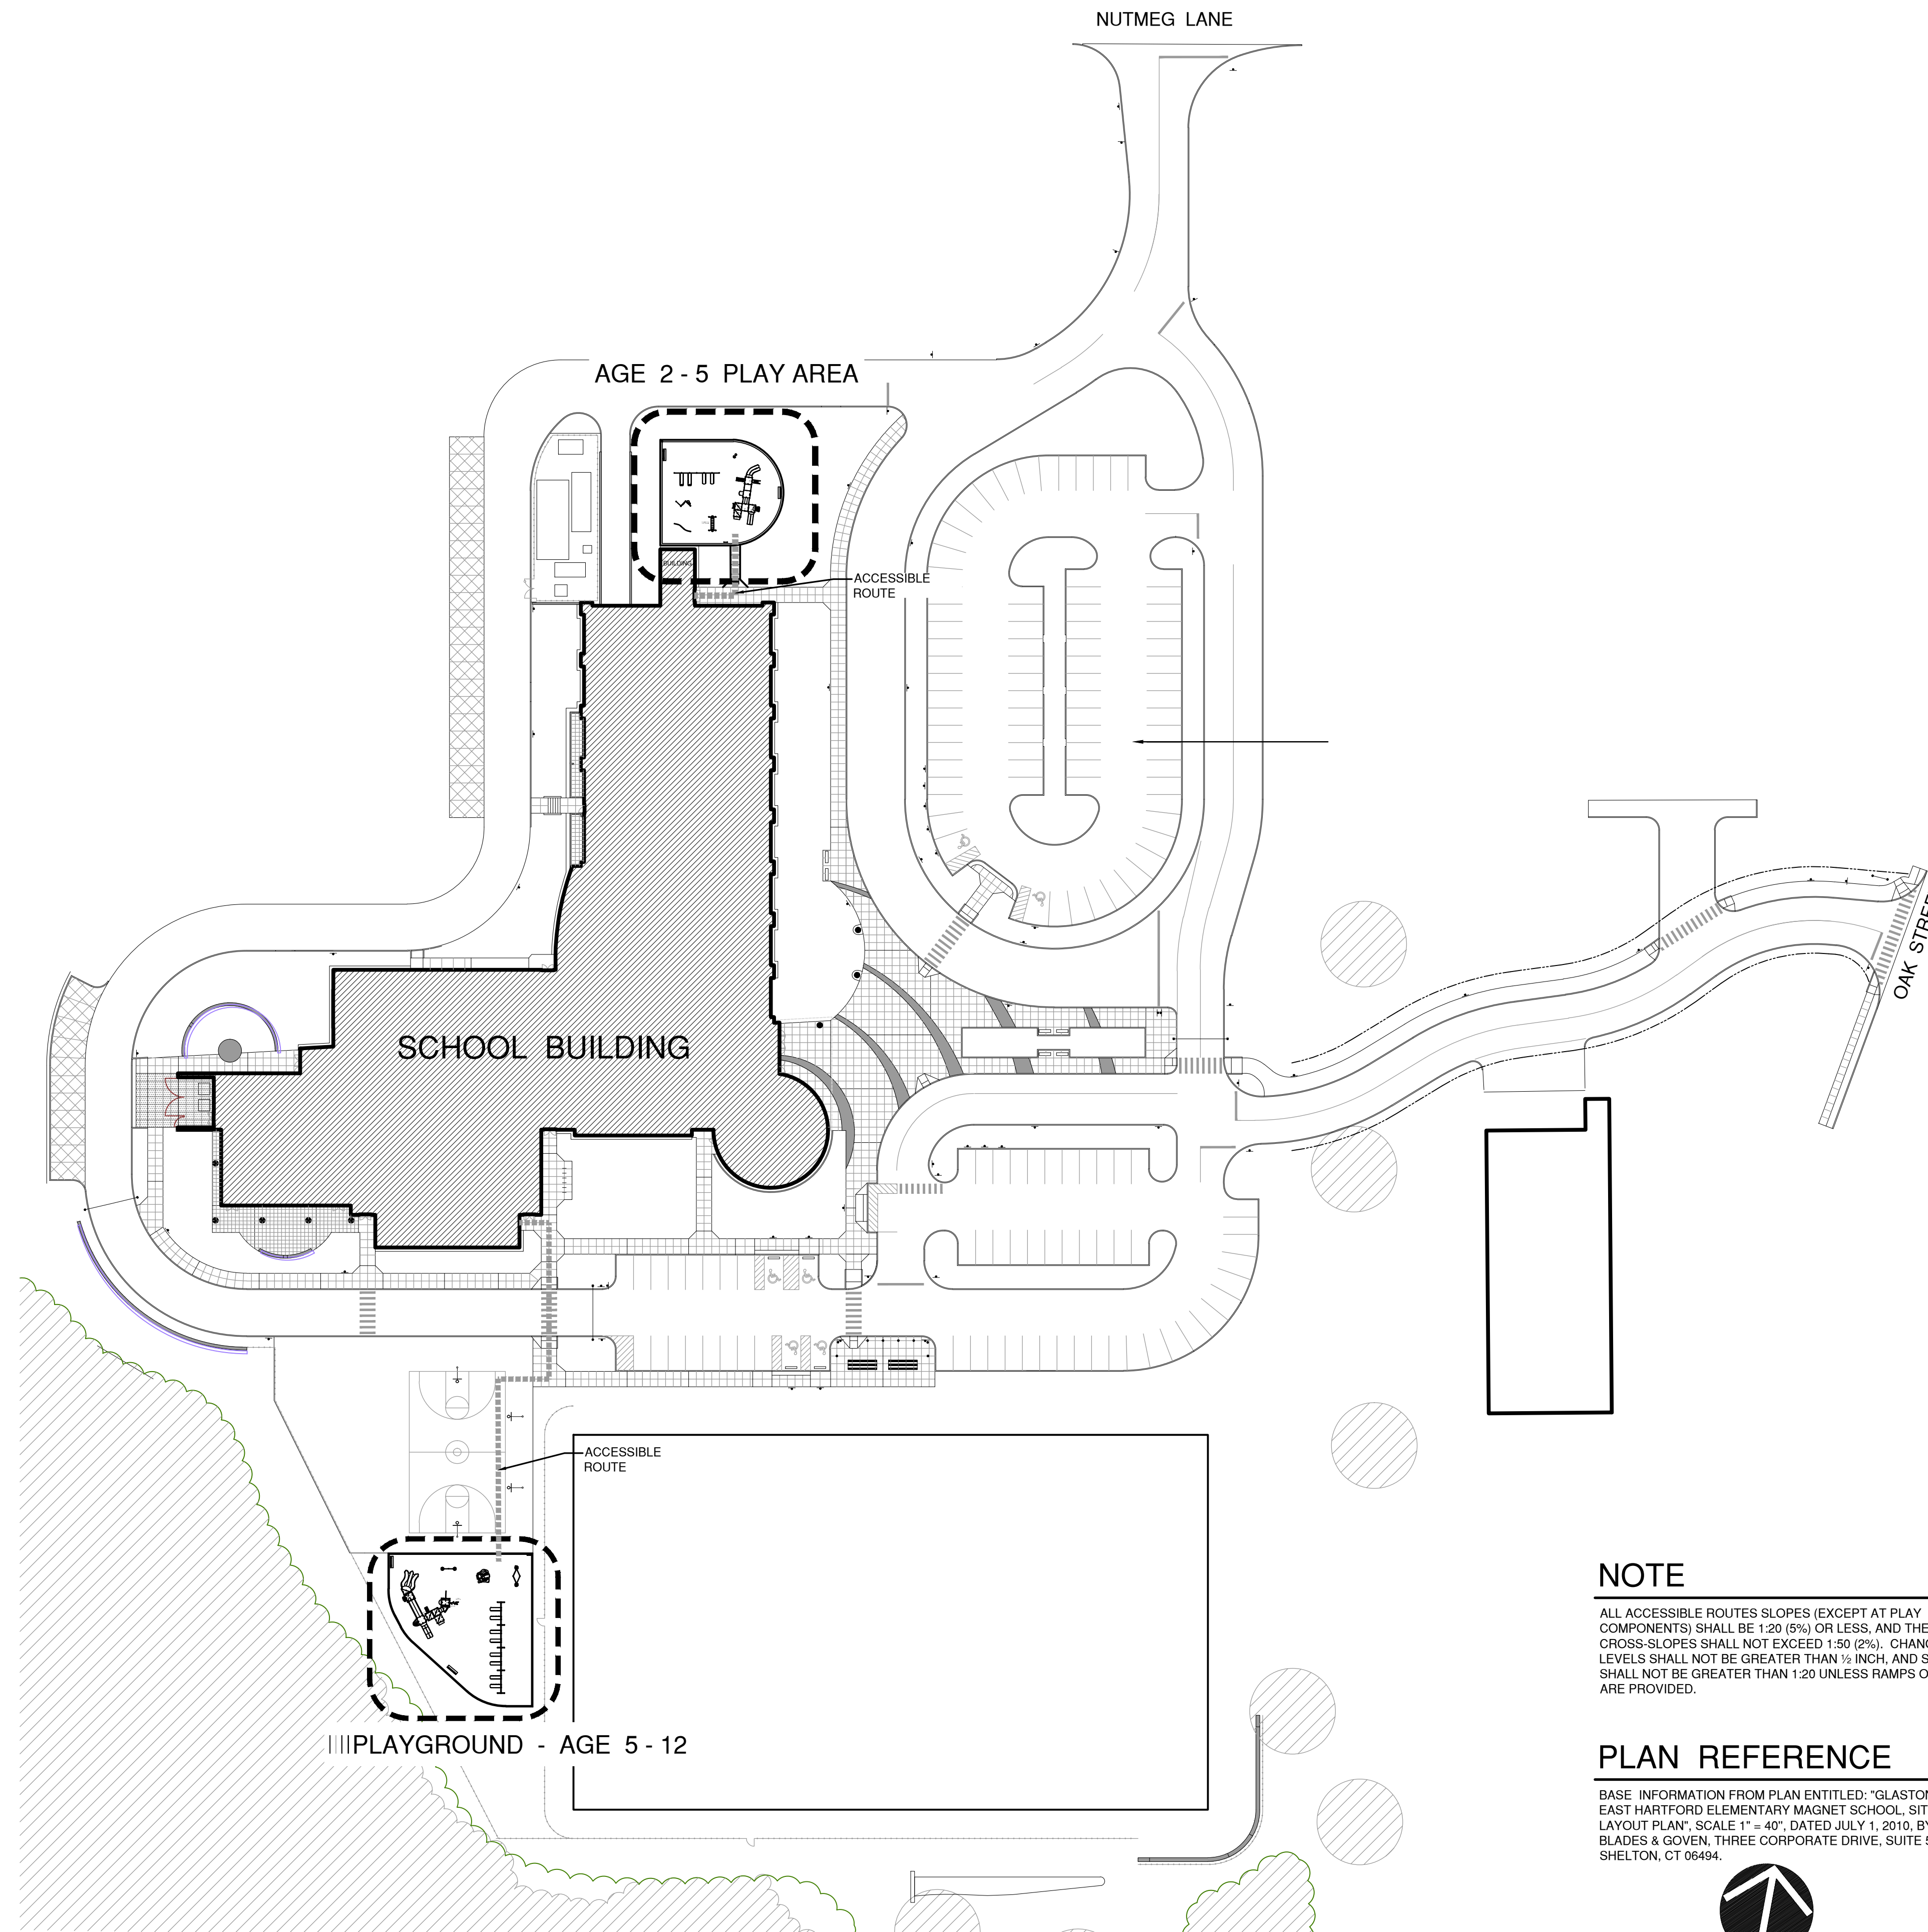 NUTMEG LANE
AGE 2 - 5 PLAY AREA
BUILDING
ACCESSIBLE
ROUTE
OAK
SCHOOL BUILDING
ACCESSIBLE
ROUTE
PLAYGROUND - AGE 5 - 12
NOTE
ALL ACCESSIBLE ROUTES SLOPES (EXCEPT AT PLAY
COMPONENTS) SHALL BE 1:20 (5%) OR LESS, AND THE
CROSS-SLOPES SHALL NOT EXCEED 1:50 (2%).
LEVELS SHALL NOT BE GREATER THAN ½ INCH, AND
SHALL NOT BE GREATER THAN 1:20 UNLESS RAMPS
ARE PROVIDED.
PLAN REFERENCE
BASE INFORMATION FROM PLAN ENTITLED:
EAST HARTFORD ELEMENTARY MAGNET SCHOOL,
LAYOUT PLAN", SCALE 1" = 40", DATED JULY 1, 2010,
BLADES & GOVEN, THREE CORPORATE DRIVE, SUITE
SHELTON, CT 06494.